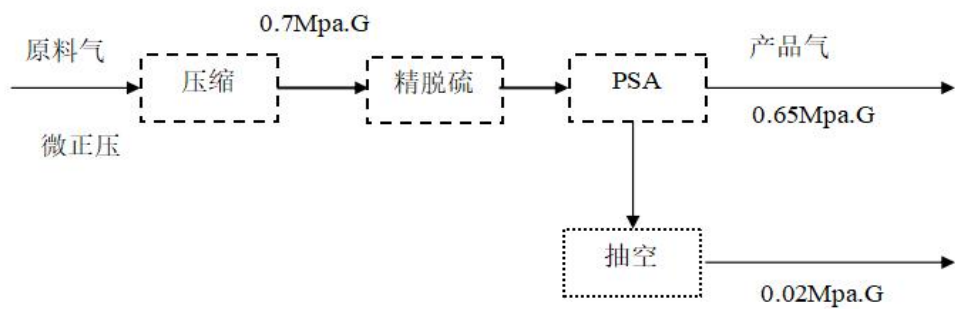 0.7Mpa.G
原料气
产品气
压缩
精脱硫
PSA
微正压
0.65Mpa.G
抽空
0.02Mpa.G